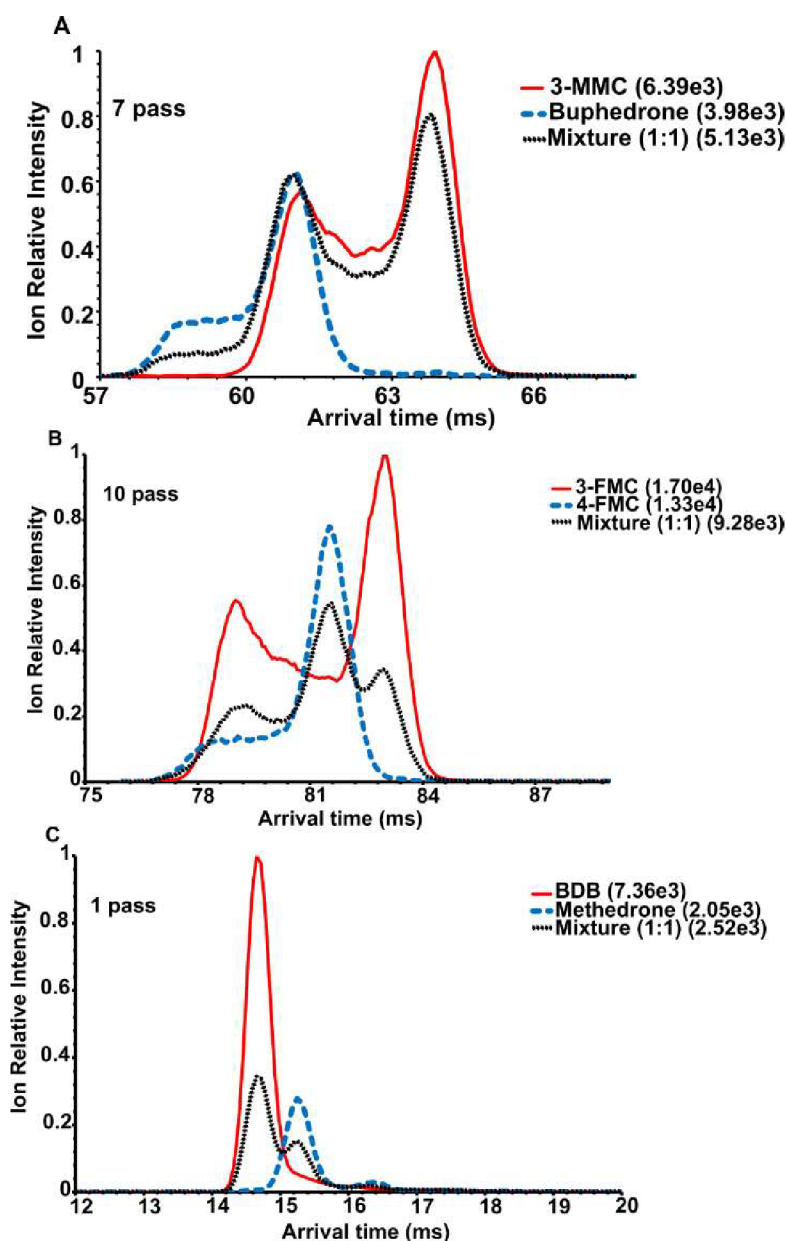 A
7 pass
3-MMC (6.39e3)
Buphedrone (3.98e3)
Mixture (1:1) (5.13e3)
Ion Relative Intensity
1
0.8
0.6
0.4
0.2
0
57
60
63
66
Arrival time (ms)
B
10 pass
3-FMC (1.70e4)
4-FMC (1.33e4)
Mixture (1:1) (9.28e3)
Ion Relative Intensity
1
0.8
0.6
0.4
0.2
0
75
78
81
84
87
Arrival time (ms)
C
1 pass
BDB (7.36e3)
Methedrone (2.05e3)
Mixture (1:1) (2.52e3)
Ion Relative Intensity
1
0.8
0.6
0.4
0.2
0
12
13
14
15
16
17
18
19
20
Arrival time (ms)